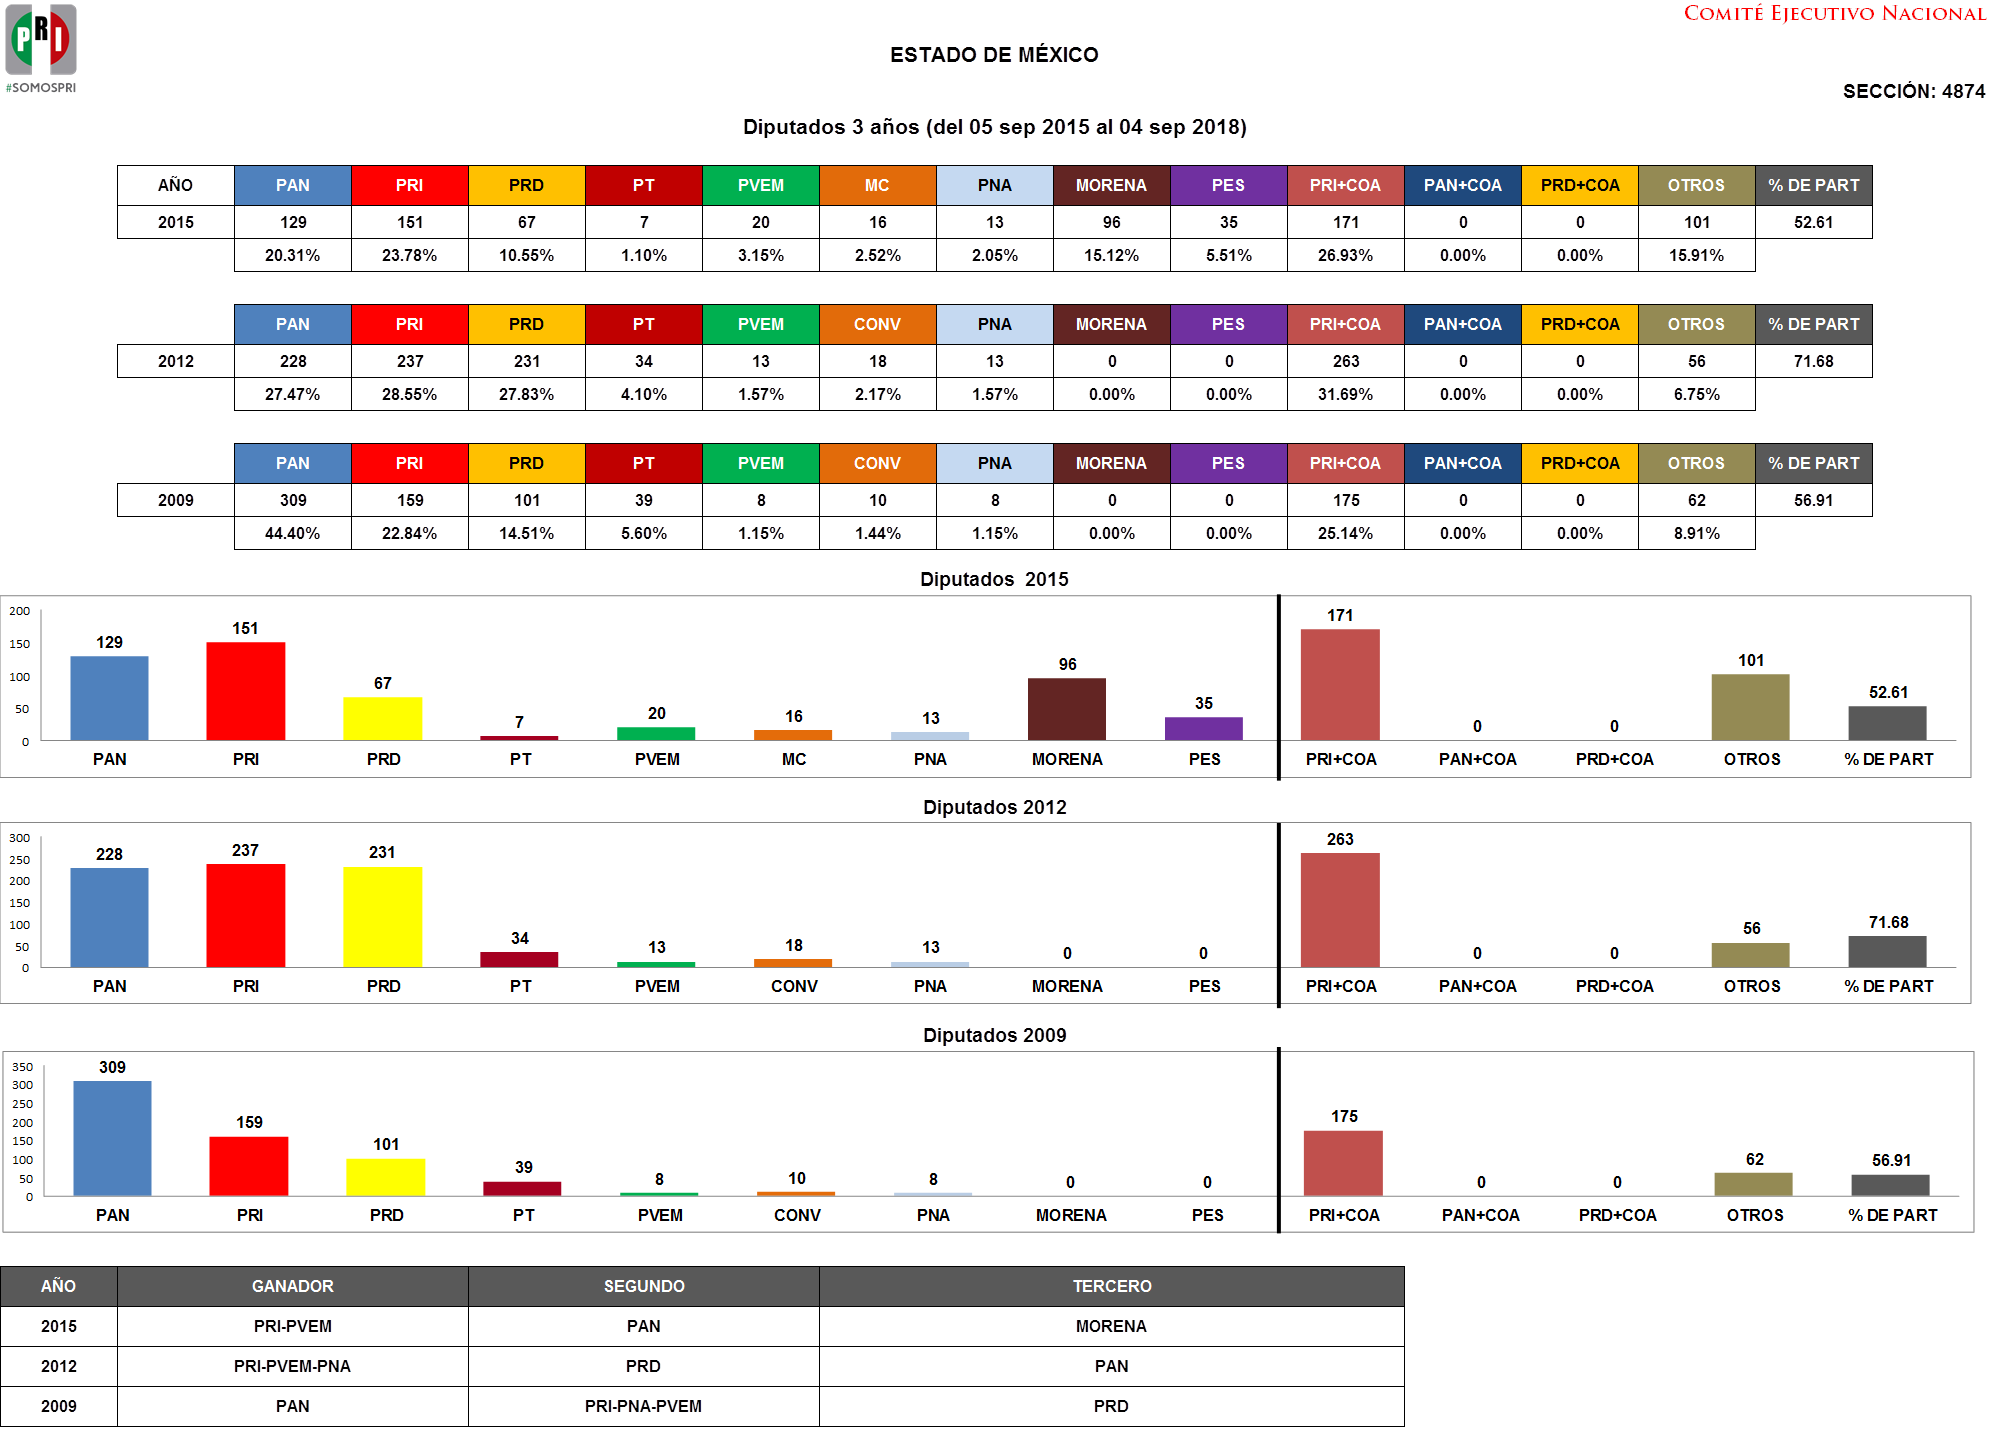 COMITÉ EJECUTIVO NACIONAL
PRI
#SOMOSPRI
ESTADO DE MÉXICO
SECCIÓN: 4874
Diputados 3 años (del 05 sep 2015 al 04 sep 2018)
AÑO PAN PRI PRD PT PVEM MC PNA MORENA PES PRI+COA PAN+COA PRD+COA OTROS % DE PART
2015 129 151 67 7 20 16 13 96 35 171 0 0 101 52.61
20.31% 23.78% 10.55% 1.10% 3.15% 2.52% 2.05% 15.12% 5.51% 26.93% 0.00% 0.00% 15.91%
PAN PRI PRD PT PVEM CONV PNA MORENA PES PRI+COA PAN+COA PRD+COA OTROS % DE PART
2012 228 237 231 34 13 18 13 0 0 263 0 0 56 71.68
27.47% 28.55% 27.83% 4.10% 1.57% 2.17% 1.57% 0.00% 0.00% 31.69% 0.00% 0.00% 6.75%
PAN PRI PRD PT PVEM CONV PNA MORENA PES PRI+COA PAN+COA PRD+COA OTROS % DE PART
2009 309 159 101 39 8 10 8 0 0 175 0 0 62 56.91
44.40% 22.84% 14.51% 5.60% 1.15% 1.44% 1.15% 0.00% 0.00% 25.14% 0.00% 0.00% 8.91%
Diputados 2015
200
150
100
50
0
129 151 67 7 20 16 13 96 35 171 0 0 101 52.61
PAN PRI PRD PT PVEM MC PNA MORENA PES PRI+COA PAN+COA PRD+COA OTROS % DE PART
Diputados 2012
300
250
200
150
100
50
0
228 237 231 34 13 18 13 0 0 263 0 0 56 71.68
PAN PRI PRD PT PVEM CONV PNA MORENA PES PRI+COA PAN+COA PRD+COA OTROS % DE PART
Diputados 2009
350
300
250
200
150
100
50
0
309 159 101 39 8 10 8 0 0 175 0 0 62 56.91
PAN PRI PRD PT PVEM CONV PNA MORENA PES PRI+COA PAN+COA PRD+COA OTROS % DE PART
AÑO GANADOR SEGUNDO TERCERO
2015 PRI-PVEM PAN MORENA
2012 PRI-PVEM-PNA PRD PAN
2009 PAN PRI-PNA-PVEM PRD